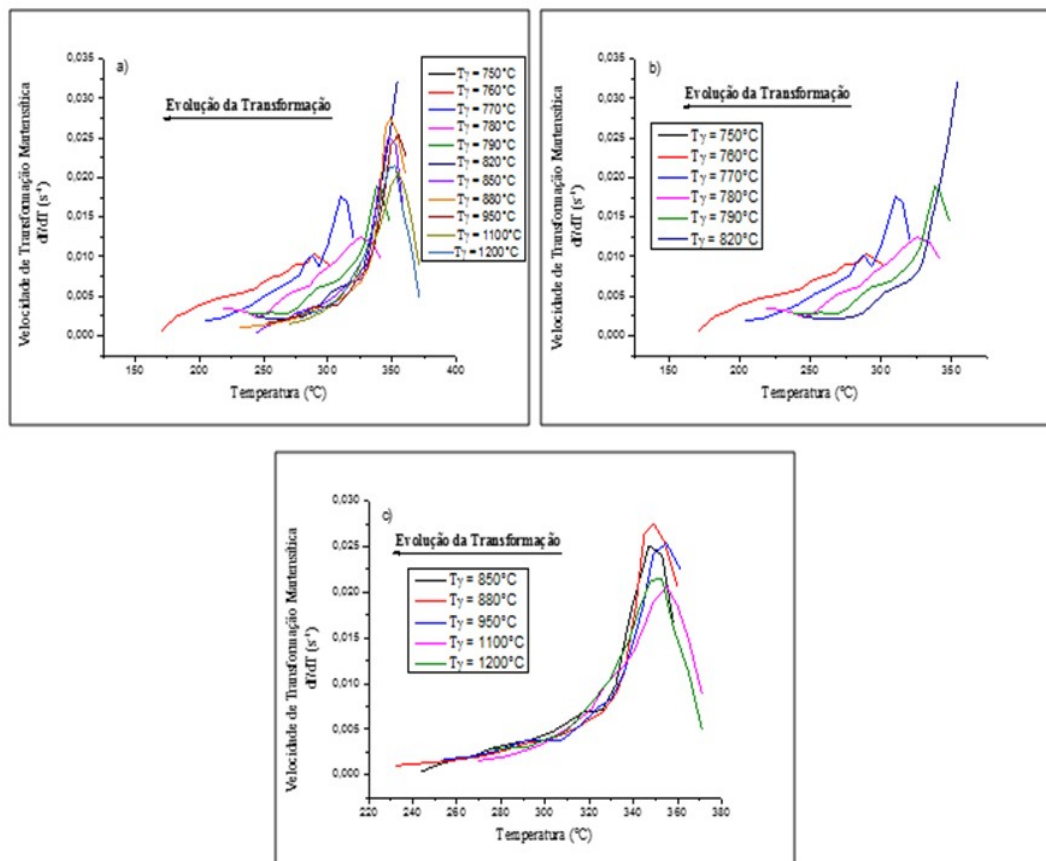 a)
Evolução da Transformação
Tγ = 750°C
Tγ = 760°C
Tγ = 770°C
Tγ = 780°C
Tγ = 790°C
Tγ = 820°C
Tγ = 850°C
Tγ = 880°C
Tγ = 950°C
Tγ = 1100°C
Tγ = 1200°C
Velocidade de Transformação Martensítica
df/dT (s⁻¹)
0,035
0,030
0,025
0,020
0,015
0,010
0,005
0,000
150 200 250 300 350 400
Temperatura (°C)
b)
Evolução da Transformação
Tγ = 750°C
Tγ = 760°C
Tγ = 770°C
Tγ = 780°C
Tγ = 790°C
Tγ = 820°C
Velocidade de Transformação Martensítica
df/dT (s⁻¹)
0,035
0,030
0,025
0,020
0,015
0,010
0,005
0,000
150 200 250 300 350
Temperatura (°C)
c)
Evolução da Transformação
Tγ = 850°C
Tγ = 880°C
Tγ = 950°C
Tγ = 1100°C
Tγ = 1200°C
Velocidade de Transformação Martensítica
df/dT (s⁻¹)
0,030
0,025
0,020
0,015
0,010
0,005
0,000
220 240 260 280 300 320 340 360 380
Temperatura (°C)